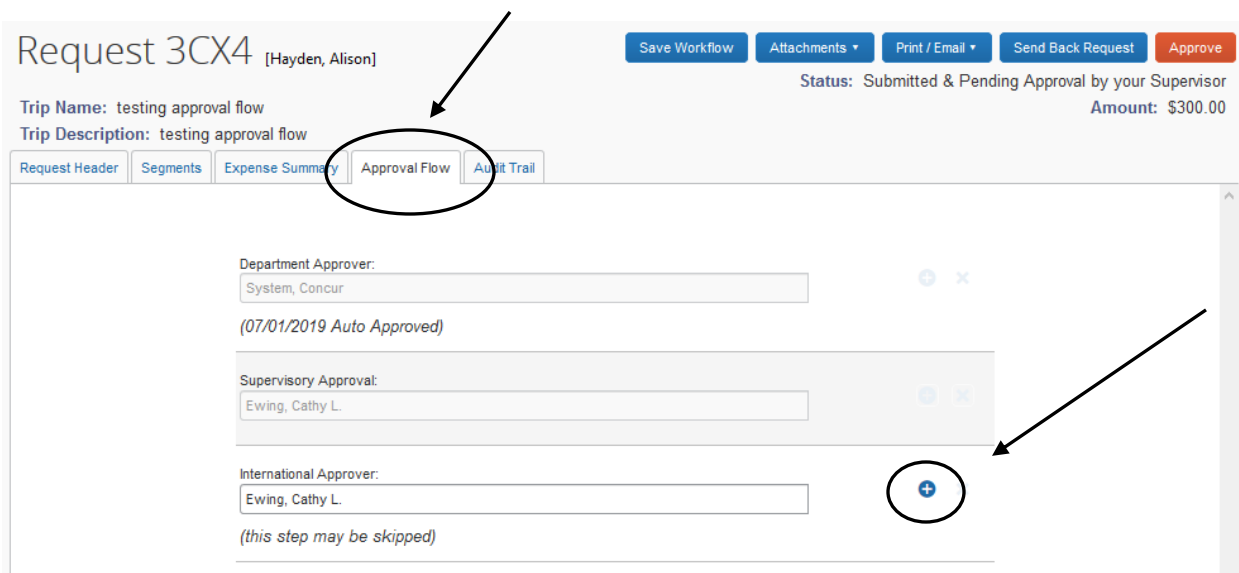 Request 3CX4 [Hayden, Alison]
Save Workflow Attachments Print / Email Send Back Request Approve
Status: Submitted & Pending Approval by your Supervisor
Trip Name: testing approval flow
Amount: $300.00
Trip Description: testing approval flow
Request Header Segments Expense Summary Approval Flow Audit Trail
Department Approver:
System, Concur
(07/01/2019 Auto Approved)
Supervisory Approval:
Ewing, Cathy L.
International Approver:
Ewing, Cathy L.
(this step may be skipped)